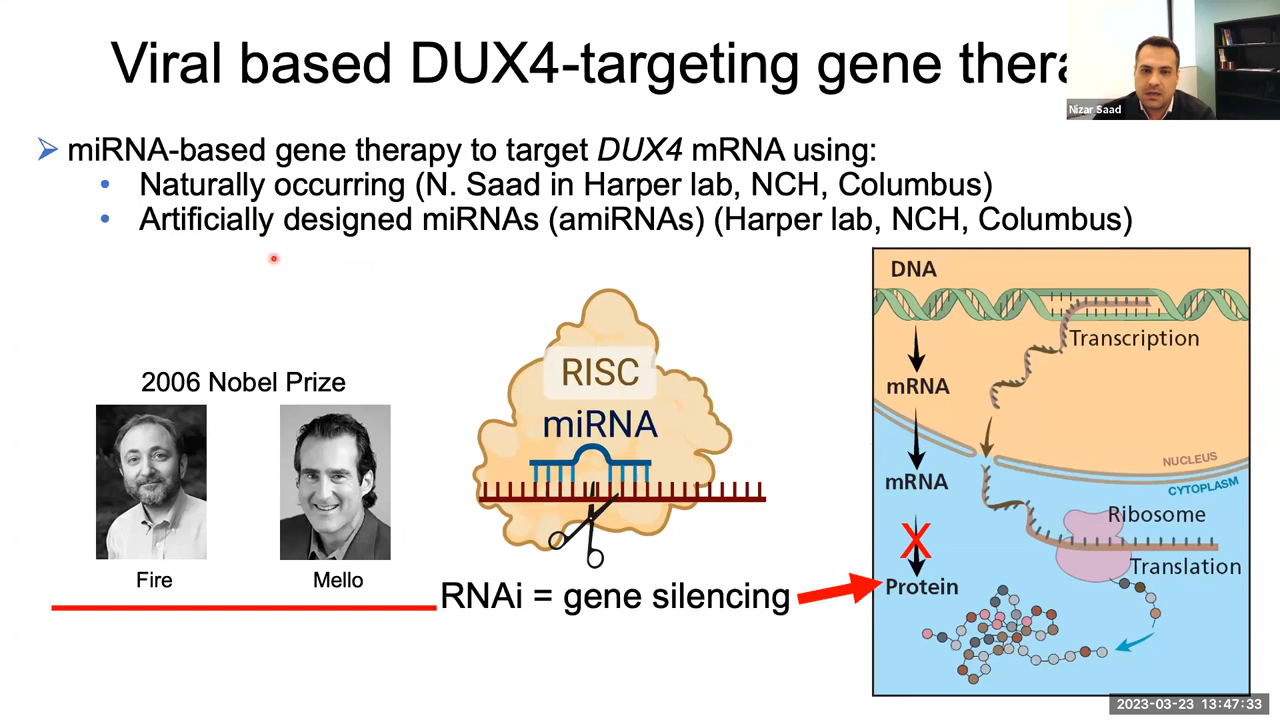 Viral based DUX4-targeting gene thera
Nizar Saad
miRNA-based gene therapy to target DUX4 mRNA using:
Naturally occurring (N. Saad in Harper lab, NCH, Columbus)
Artificially designed miRNAs (amiRNAs) (Harper lab, NCH, Columbus)
2006 Nobel Prize
Fire
Mello
RISC
miRNA
RNAi = gene silencing
DNA
Transcription
mRNA
NUCLEUS
mRNA
CYTOPLASM
Ribosome
X
Translation
Protein
2023-03-23 13:47:33